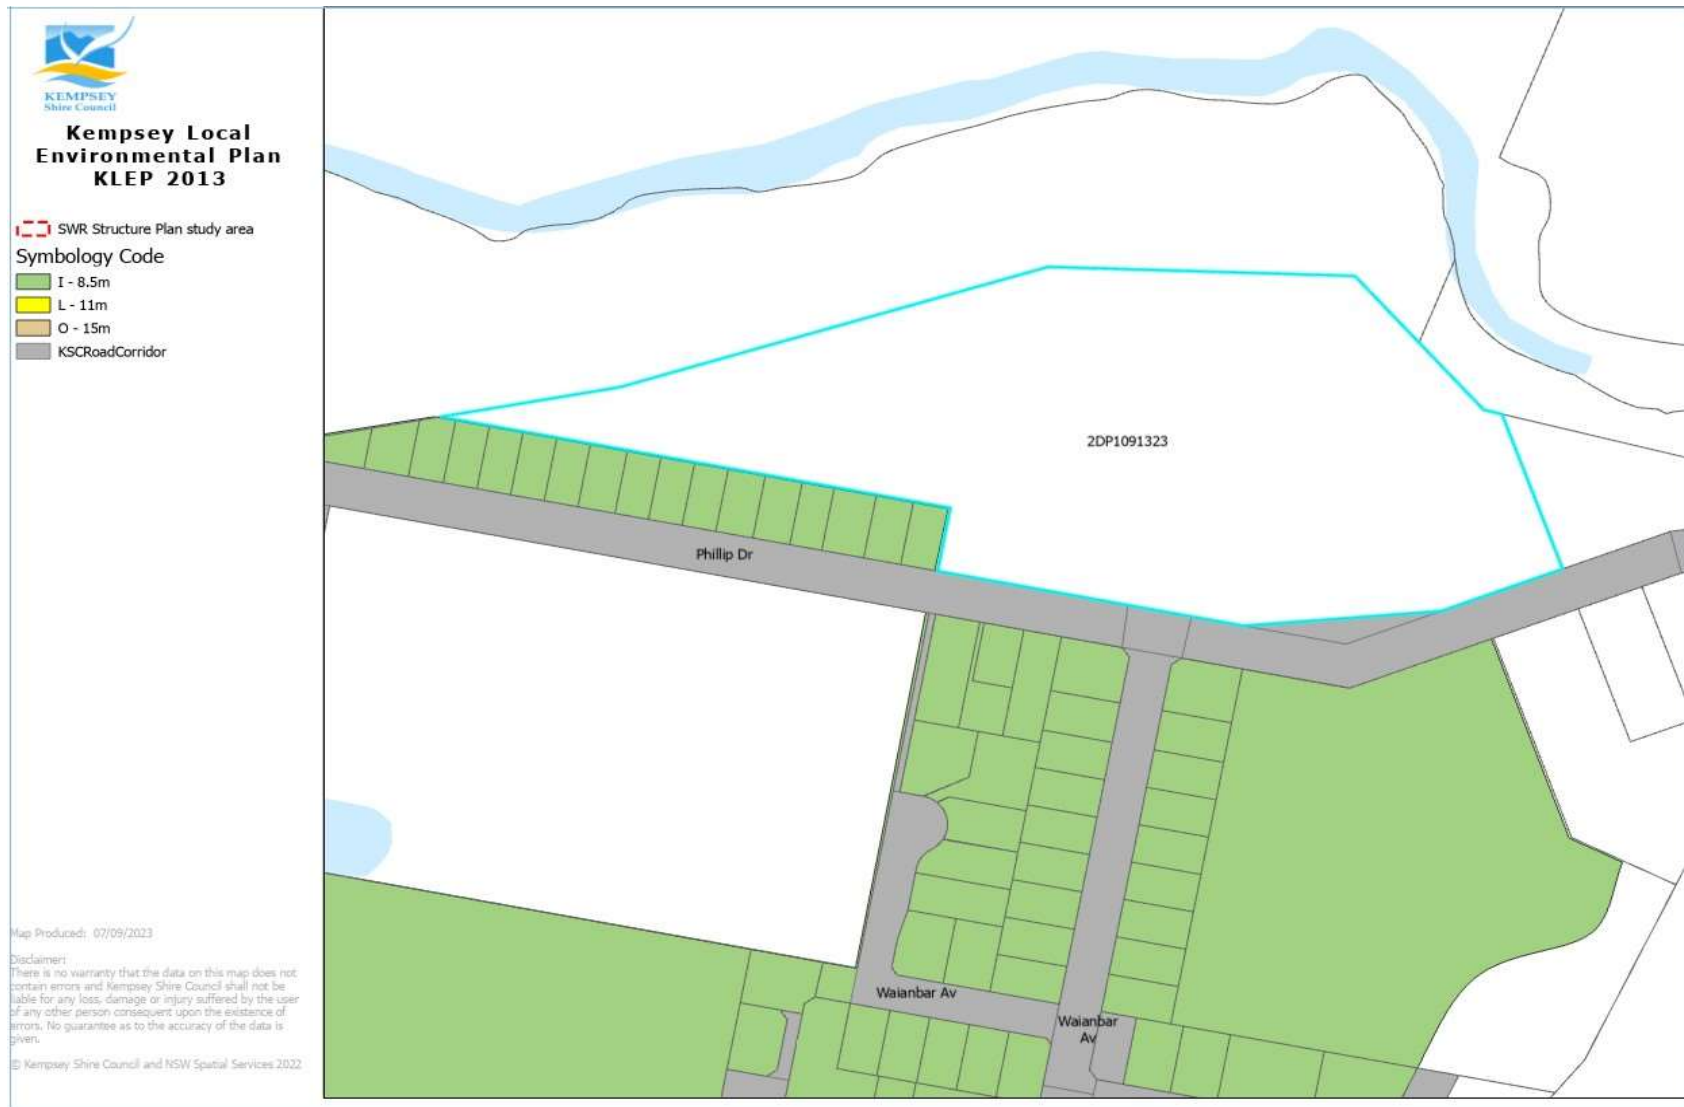 KEMPSEY
Shire Council
Kempsey Local
Environmental Plan
KLEP 2013
SWR Structure Plan study area
Symbology Code
I - 8.5m
L - 11m
O - 15m
KSCRoadCorridor
2DP1091323
Phillip Dr
Waianbar Av
Waianbar
Av
Map Produced: 07/09/2023
Disclaimer:
There is no warranty that the data on this map does not
contain errors and Kempsey Shire Council shall not be
liable for any loss, damage or injury suffered by the user
of any other person consequent upon the existence of
errors. No guarantee as to the accuracy of the data is
given.
© Kempsey Shire Council and NSW Spatial Services 2022